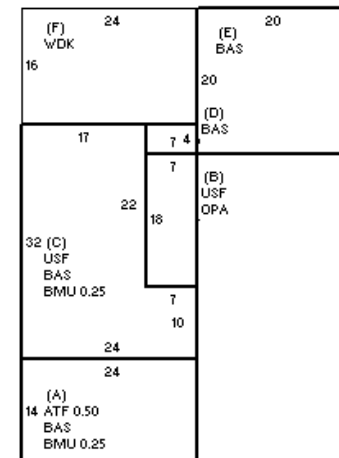 24
(F)
WDK
16
20
(E)
BAS
20
(D)
BAS
17
7 4
7
(B)
USF
OPA
22
18
32 (C)
USF
BAS
BMU 0.25
7
10
24
24
(A)
14 ATF 0.50
BAS
BMU 0.25